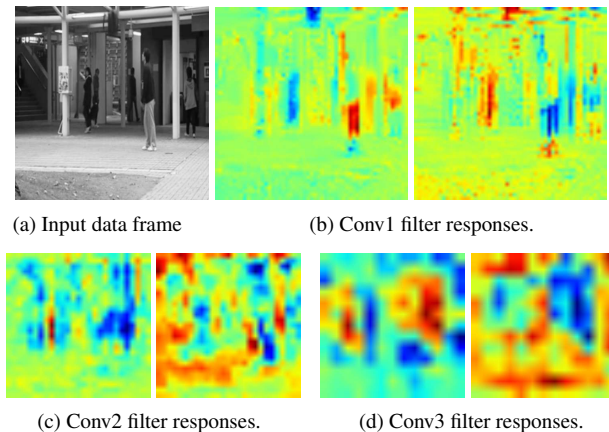 (a) Input data frame
(b) Conv1 filter responses.
(c) Conv2 filter responses.
(d) Conv3 filter responses.